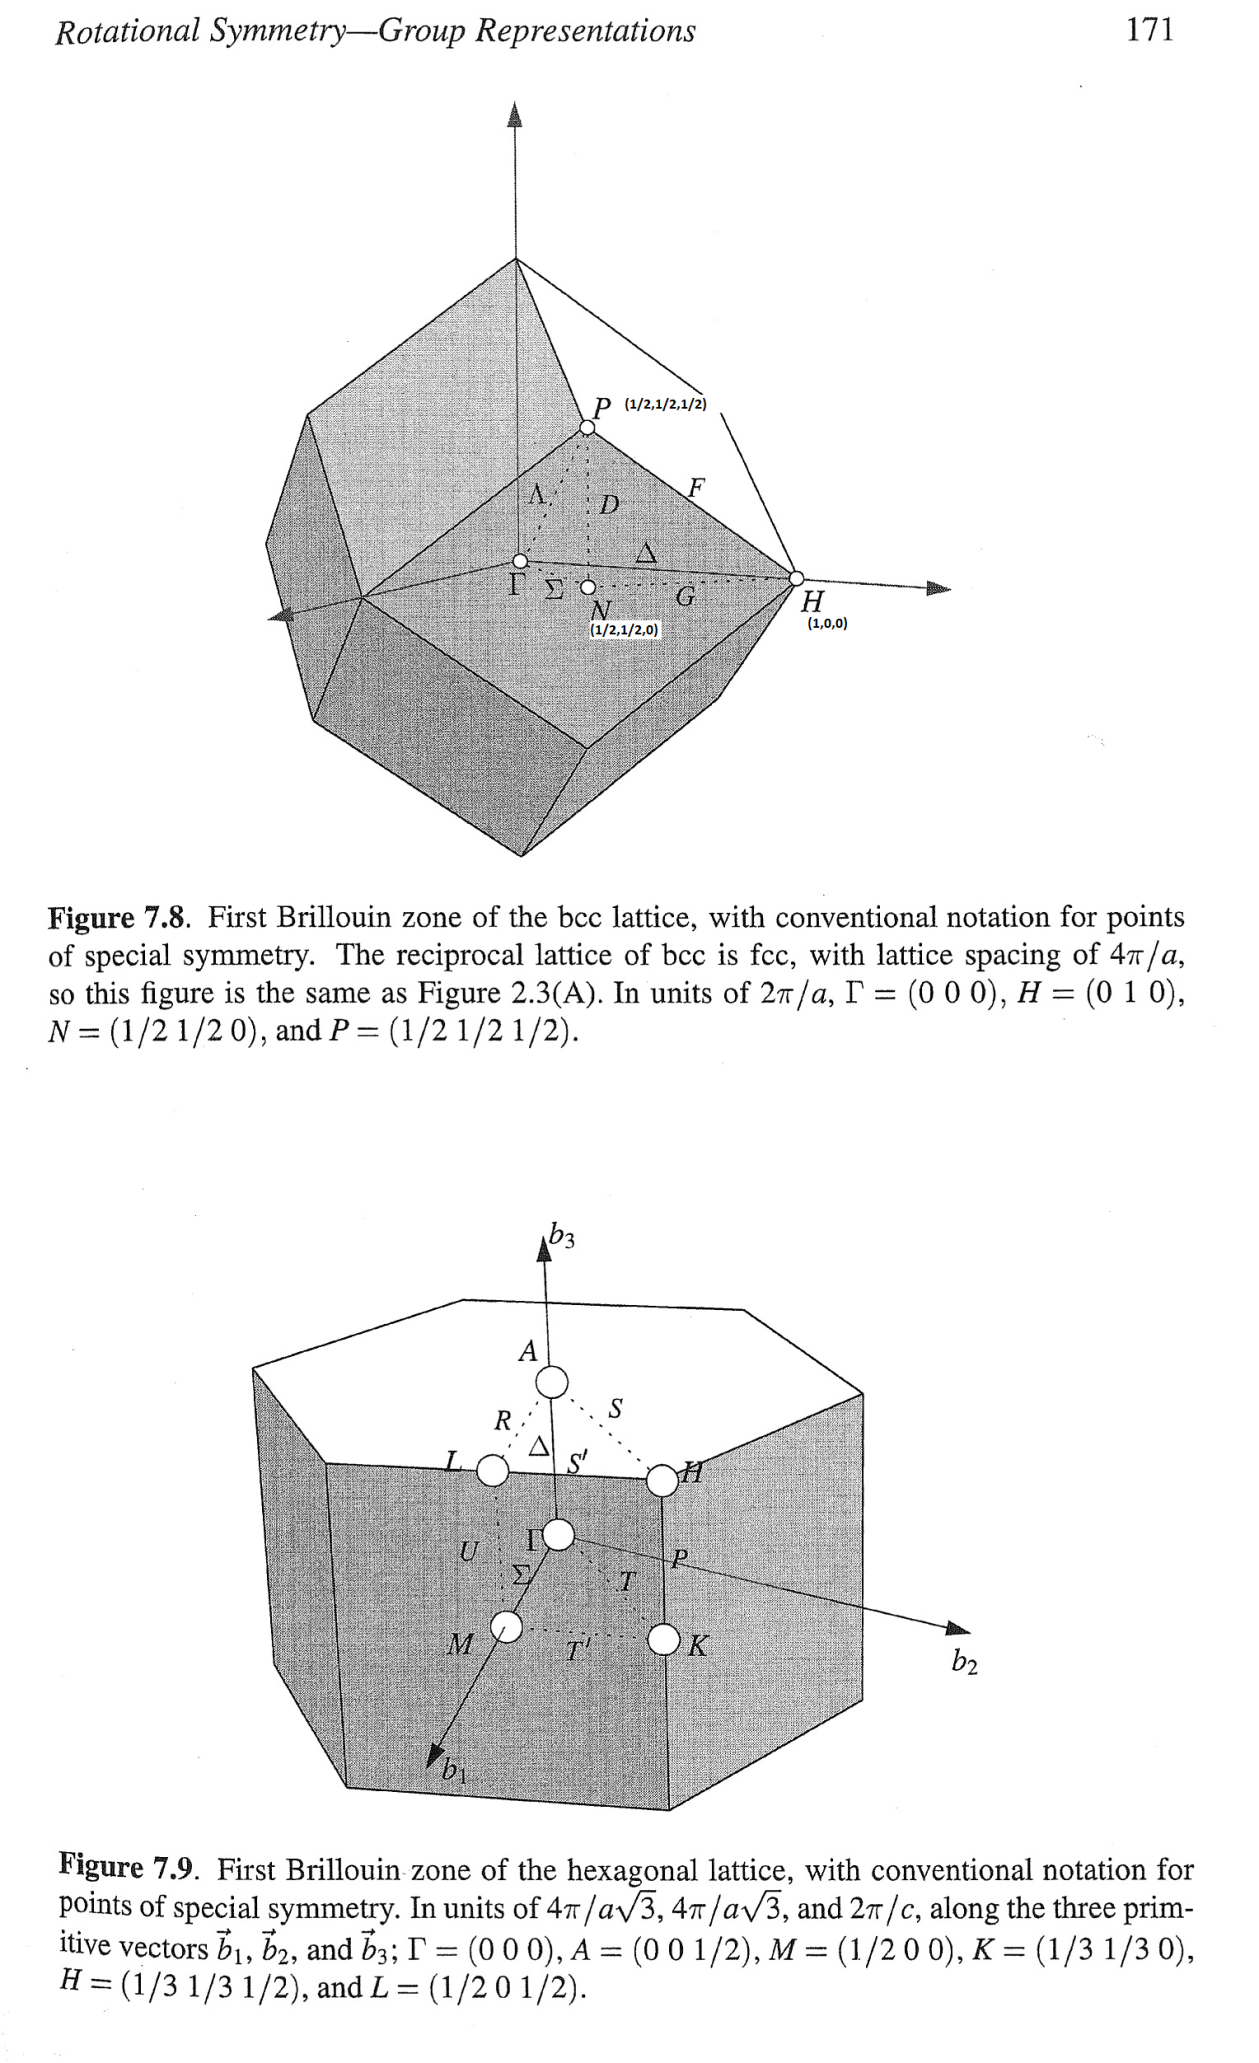 Rotational Symmetry—Group Representations 171
P (1/2,1/2,1/2)
F
Λ
D
Δ
Γ Σ N G H
(1/2,1/2,0) (1,0,0)
Figure 7.8. First Brillouin zone of the bcc lattice, with conventional notation for points
of special symmetry. The reciprocal lattice of bcc is fcc, with lattice spacing of 4π/a,
so this figure is the same as Figure 2.3(A). In units of 2π/a, Γ = (0 0 0), H = (0 1 0),
N = (1/2 1/2 0), and P = (1/2 1/2 1/2).
b₃
A
R S
Δ
L S′ H
U Γ P
Σ T
M T′ K
b₂
b₁
Figure 7.9. First Brillouin zone of the hexagonal lattice, with conventional notation for
points of special symmetry. In units of 4π/a√3, 4π/a√3, and 2π/c, along the three prim-
itive vectors b⃗₁, b⃗₂, and b⃗₃; Γ = (0 0 0), A = (0 0 1/2), M = (1/2 0 0), K = (1/3 1/3 0),
H = (1/3 1/3 1/2), and L = (1/2 0 1/2).